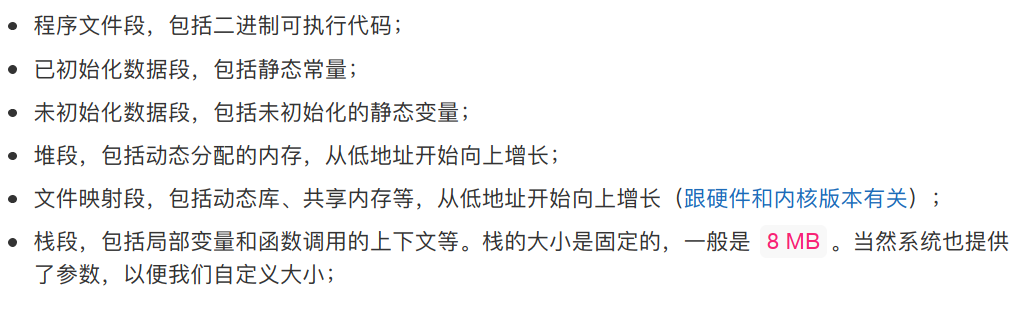 程序文件段，包括二进制可执行代码；
已初始化数据段，包括静态常量；
未初始化数据段，包括未初始化的静态变量；
堆段，包括动态分配的内存，从低地址开始向上增长；
文件映射段，包括动态库、共享内存等，从低地址开始向上增长（跟硬件和内核版本有关）；
栈段，包括局部变量和函数调用的上下文等。栈的大小是固定的，一般是 8 MB 。当然系统也提供
了参数，以便我们自定义大小；